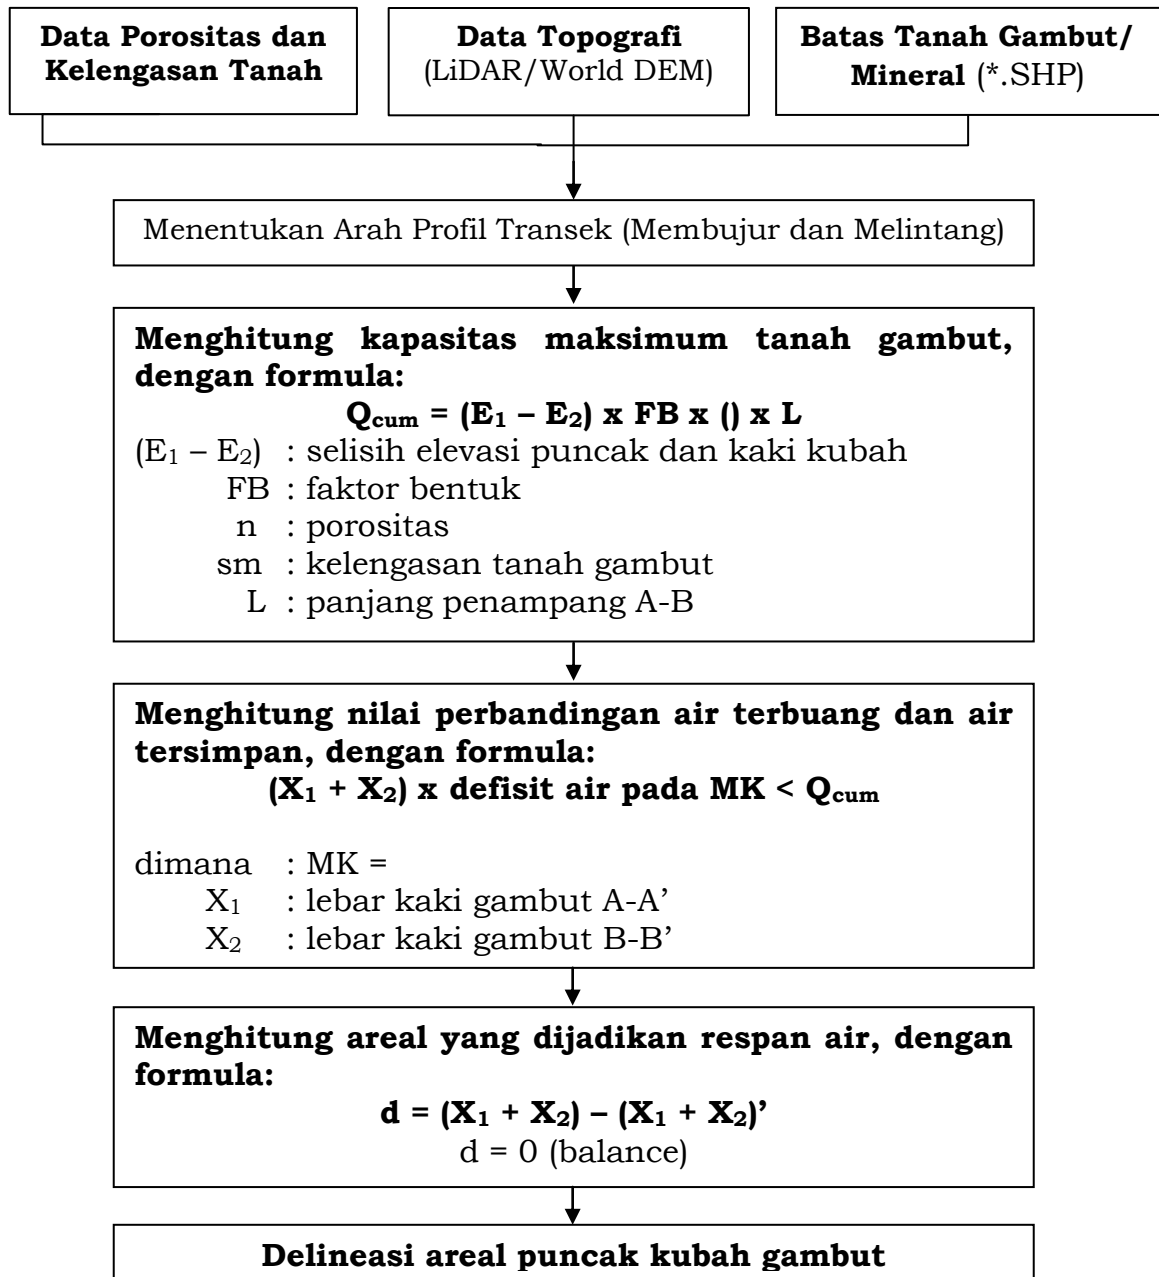 Data Porositas dan
Kelengasan Tanah
Data Topografi
(LiDAR/World DEM)
Batas Tanah Gambut/
Mineral (*.SHP)
Menentukan Arah Profil Transek (Membujur dan Melintang)
Menghitung kapasitas maksimum tanah gambut,
dengan formula:
Q_cum = (E₁ – E₂) x FB x () x L
(E₁ – E₂) : selisih elevasi puncak dan kaki kubah
FB : faktor bentuk
n : porositas
sm : kelengasan tanah gambut
L : panjang penampang A-B
Menghitung nilai perbandingan air terbuang dan air
tersimpan, dengan formula:
(X₁ + X₂) x defisit air pada MK < Q_cum
dimana : MK =
X₁ : lebar kaki gambut A-A’
X₂ : lebar kaki gambut B-B’
Menghitung areal yang dijadikan respan air, dengan
formula:
d = (X₁ + X₂) – (X₁ + X₂)’
d = 0 (balance)
Delineasi areal puncak kubah gambut